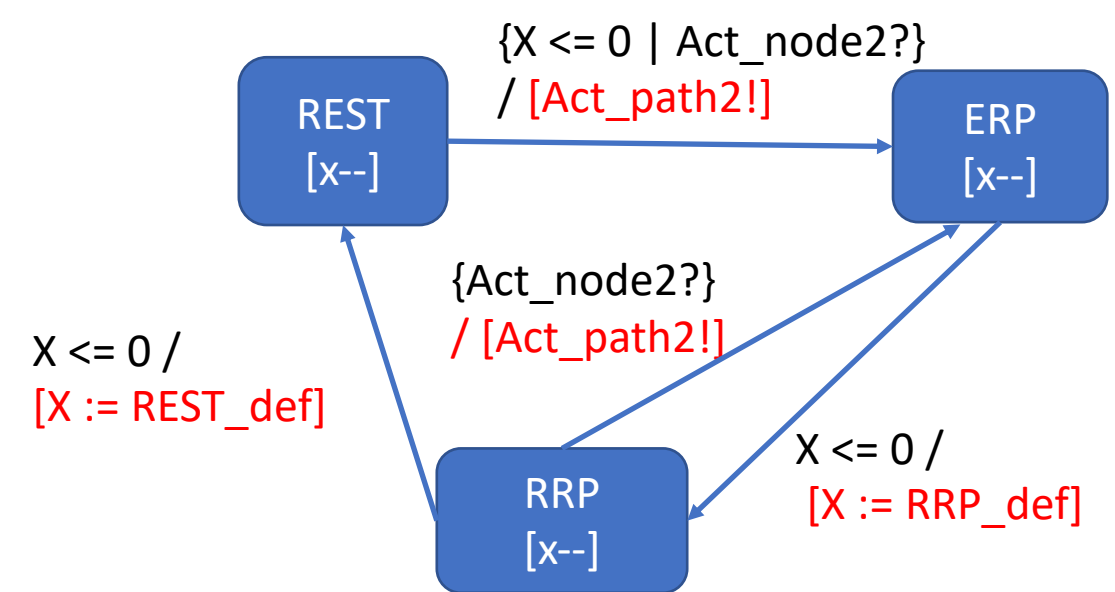 {X <= 0 | Act_node2?}
/ [Act_path2!]
REST
[x--]
ERP
[x--]
{Act_node2?}
/ [Act_path2!]
X <= 0 /
[X := REST_def]
X <= 0 /
[X := RRP_def]
RRP
[x--]